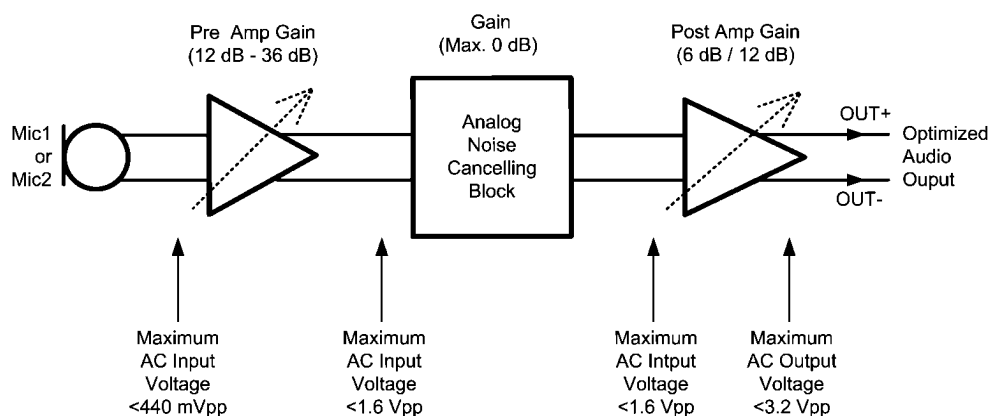 Pre Amp Gain
(12 dB - 36 dB)
Gain
(Max. 0 dB)
Post Amp Gain
(6 dB / 12 dB)
Mic1
or
Mic2
Analog
Noise
Cancelling
Block
OUT+
OUT-
Optimized
Audio
Ouput
Maximum
AC Input
Voltage
<440 mVpp
Maximum
AC Input
Voltage
<1.6 Vpp
Maximum
AC Intput
Voltage
<1.6 Vpp
Maximum
AC Output
Voltage
<3.2 Vpp